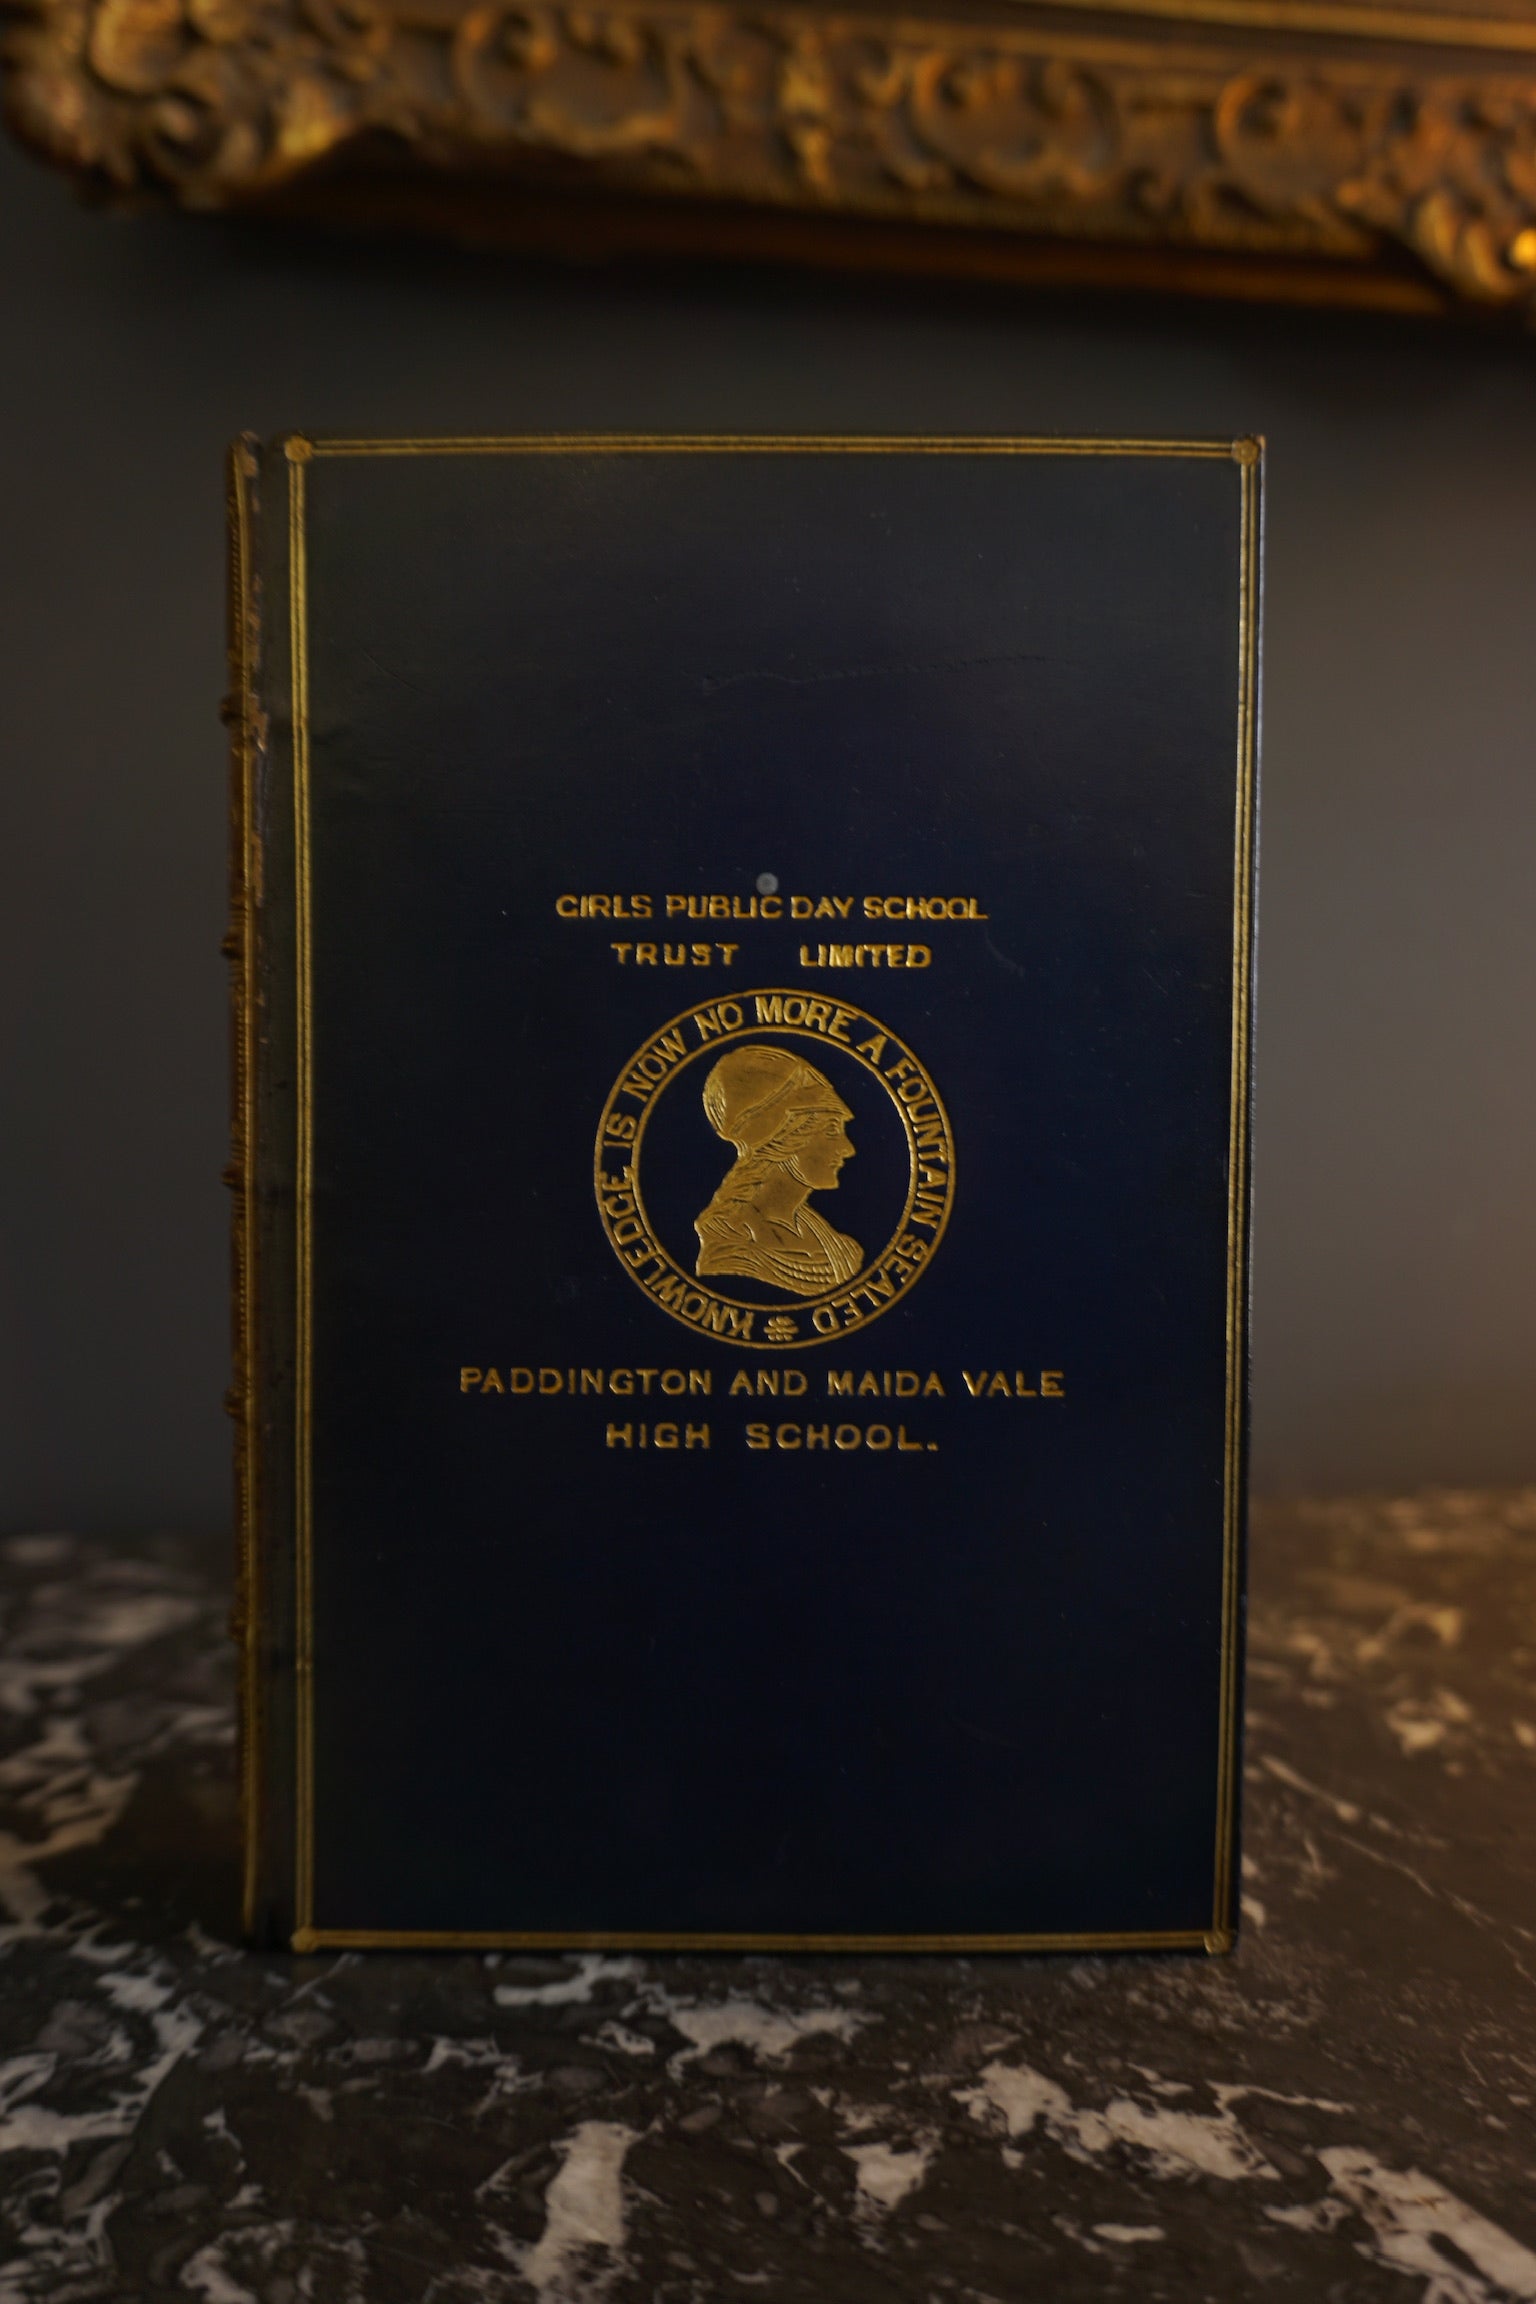 GIRLS PUBLIC DAY SCHOOL
TRUST LIMITED
KNOWLEDGE IS NOW NO MORE A FOUNTAIN SEALED
PADDINGTON AND MAIDA VALE
HIGH SCHOOL.